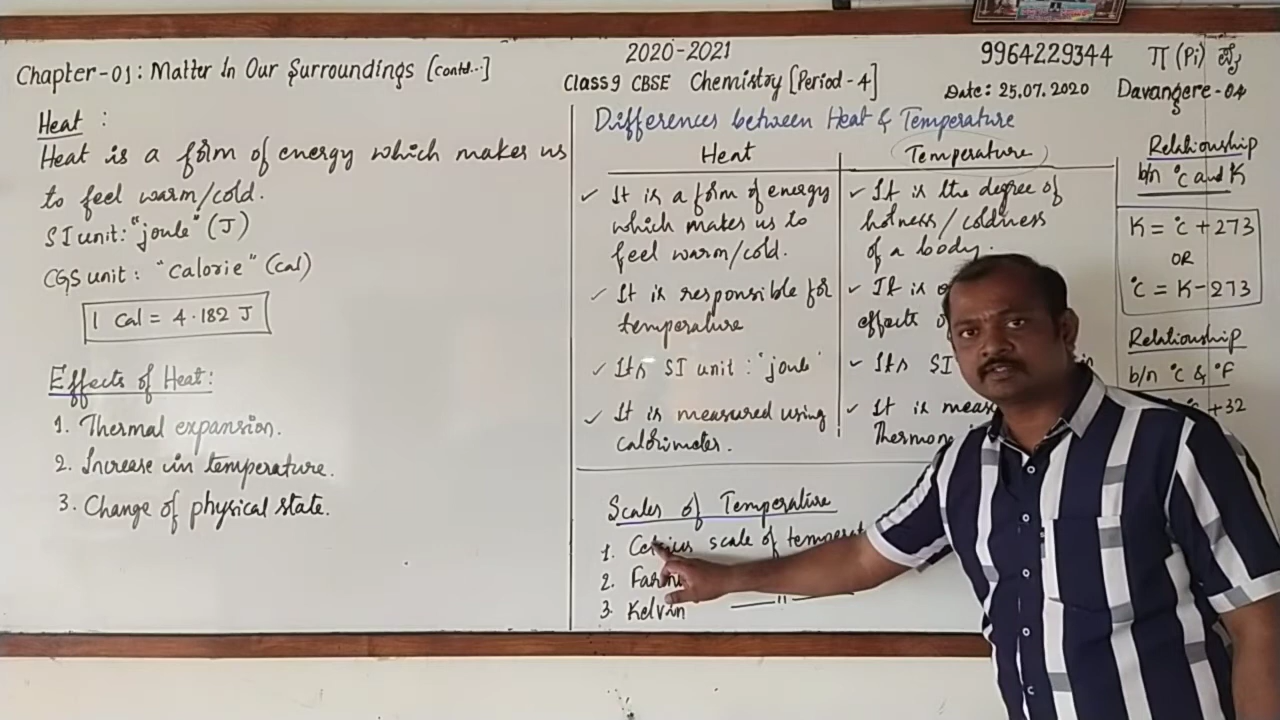 2020-2021
9964229344
π (Pi)
Chapter-01: Matter In Our Surroundings [Contd..]
Class 9 CBSE Chemistry [Period - 4]
Date: 25.07.2020
Davangere-04
Heat :
Heat is a form of energy which makes us
to feel warm/cold.
SI unit: "joule" (J)
CGS unit: "Calorie" (Cal)
1 Cal = 4.182 J
Effects of Heat:
1. Thermal expansion.
2. Increase in temperature.
3. Change of physical state.
Differences between Heat & Temperature
Heat
✓ It is a form of energy
which makes us to
feel warm/cold.
✓ It is responsible for
temperature
✓ Its SI unit: "joule"
✓ It is measured using
calorimeter.
Temperature
✓ It is the degree of
hotness/coldness
of a body.
✓ It is
effects
✓ Its SI
✓ It is
Scales of Temperature
1. Celsius scale of
2.
3. Kelvin —— " ——
Relationship
b/n °C and K
K = °C + 273
OR
°C = K - 273
Relationship
b/n °C & °F
+32